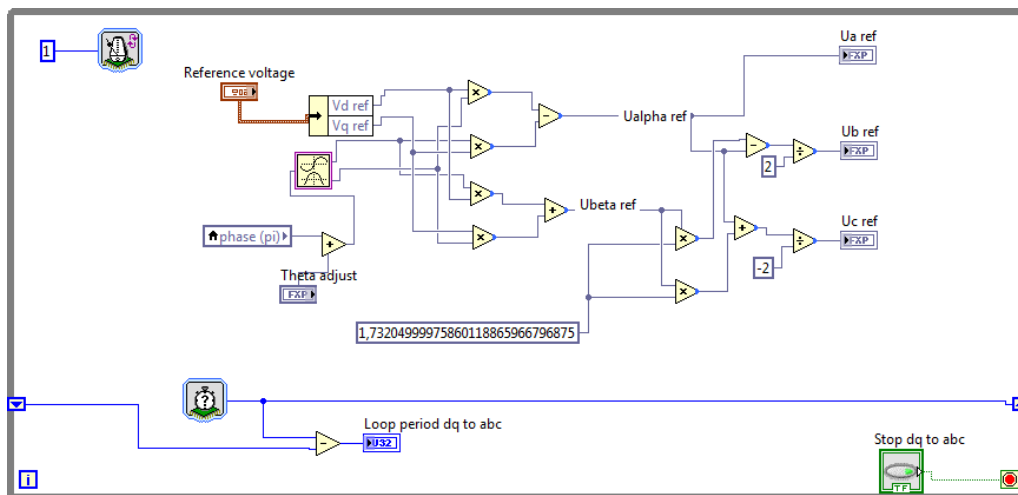 1
Ua ref
FXP
Reference voltage
Vd ref
Vq ref
Ualpha ref
Ub ref
FXP
2
Ubeta ref
Uc ref
FXP
phase (pi)
-2
Theta adjust
FXP
1,73204999975860118865966796875
?
Loop period dq to abc
U32
Stop dq to abc
TF
i